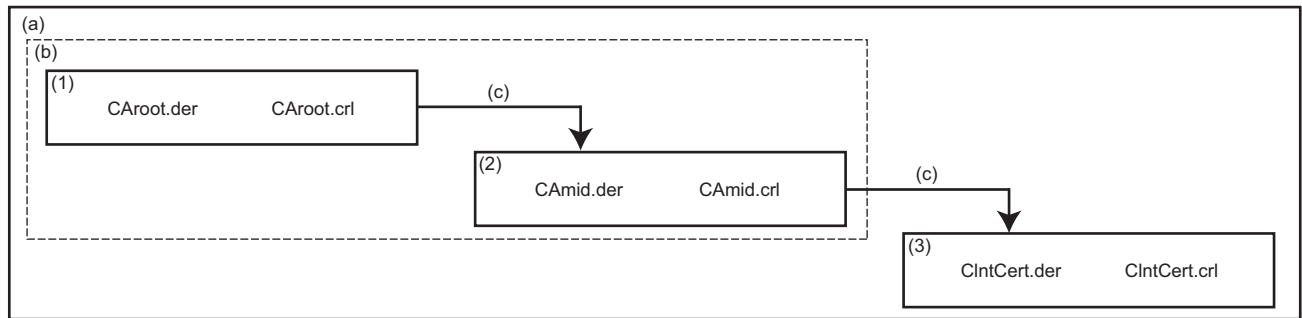 (a)
(b)
(1)
CAroot.der CAroot.crl
(c)
(2)
CAmid.der CAmid.crl
(c)
(3)
ClntCert.der ClntCert.crl